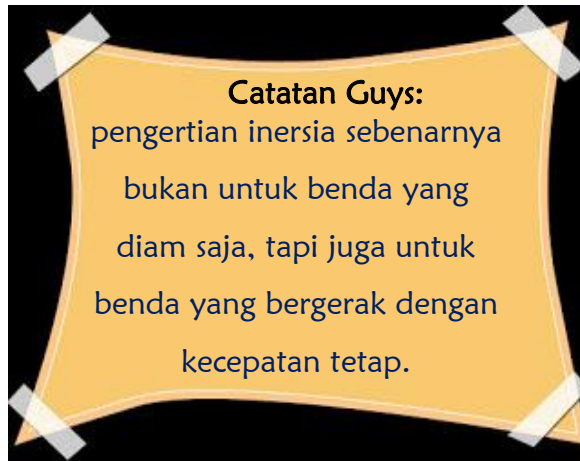 Catatan Guys:
pengertian inersia sebenarnya
bukan untuk benda yang
diam saja, tapi juga untuk
benda yang bergerak dengan
kecepatan tetap.